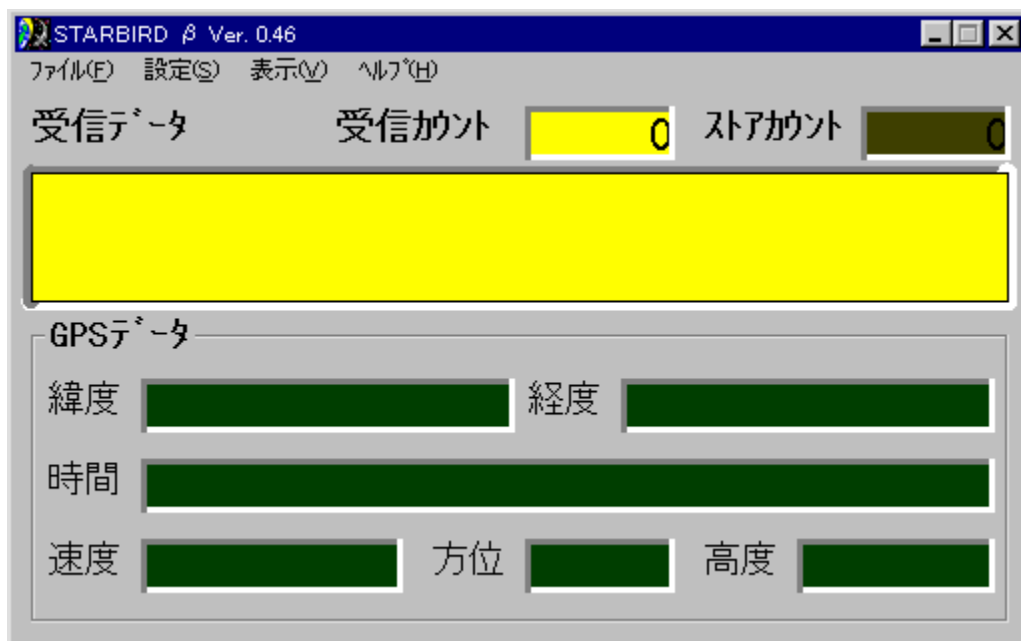 STARBIRD β Ver. 0.46
ﾌｧｲﾙ(F) 設定(S) 表示(V) ﾍﾙﾌﾟ(H)
受信ﾃﾞｰﾀ 受信ｶｳﾝﾄ 0 ｽﾄｱｶｳﾝﾄ 0
GPSﾃﾞｰﾀ
緯度 経度
時間
速度 方位 高度